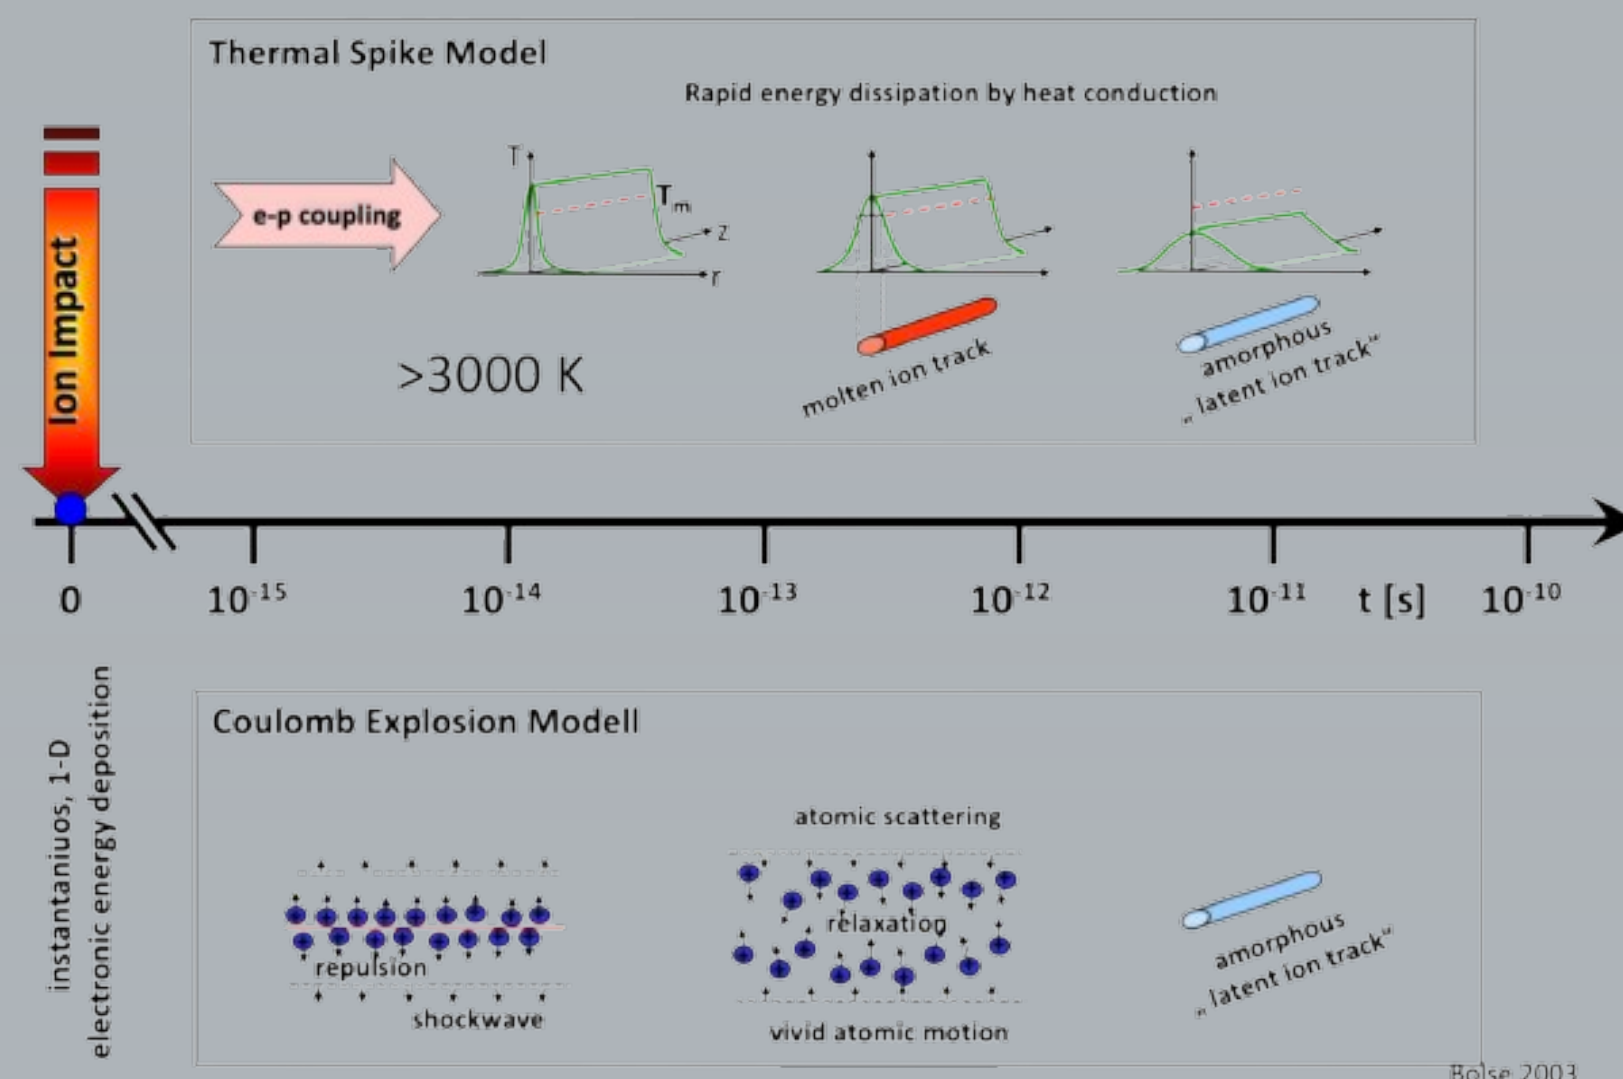 Thermal Spike Model
Rapid energy dissipation by heat conduction
e-p coupling
T
Tm
z
r
>3000 K
molten ion track
amorphous
„ latent ion track“
Ion Impact
0
10-15
10-14
10-13
10-12
10-11
t [s]
10-10
instantaniuos, 1-D
electronic energy deposition
Coulomb Explosion Modell
repulsion
shockwave
atomic scattering
relaxation
vivid atomic motion
amorphous
„ latent ion track“
Bolse 2003